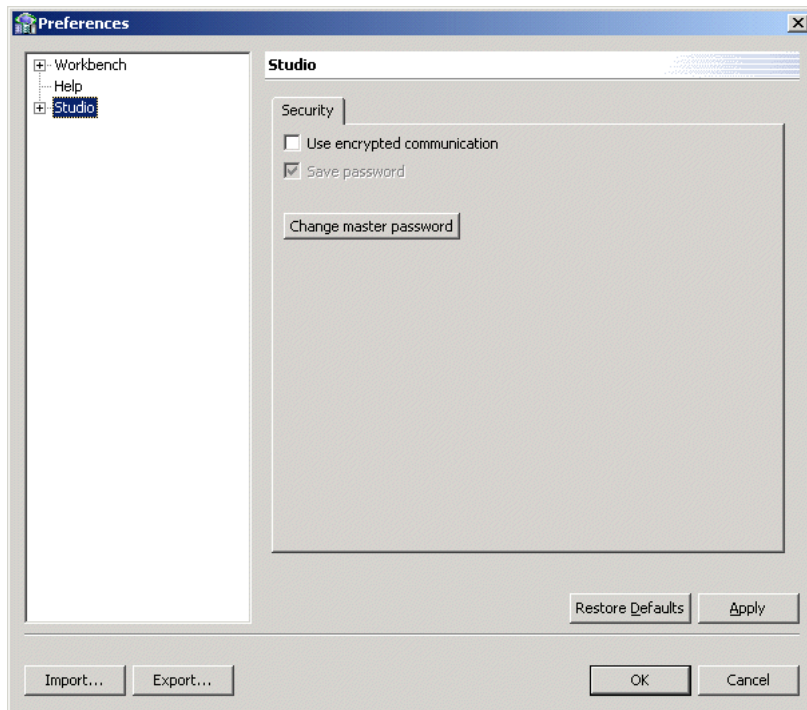 Preferences
Workbench
Help
Studio
Studio
Security
Use encrypted communication
Save password
Change master password
Restore Defaults
Apply
Import...
Export...
OK
Cancel